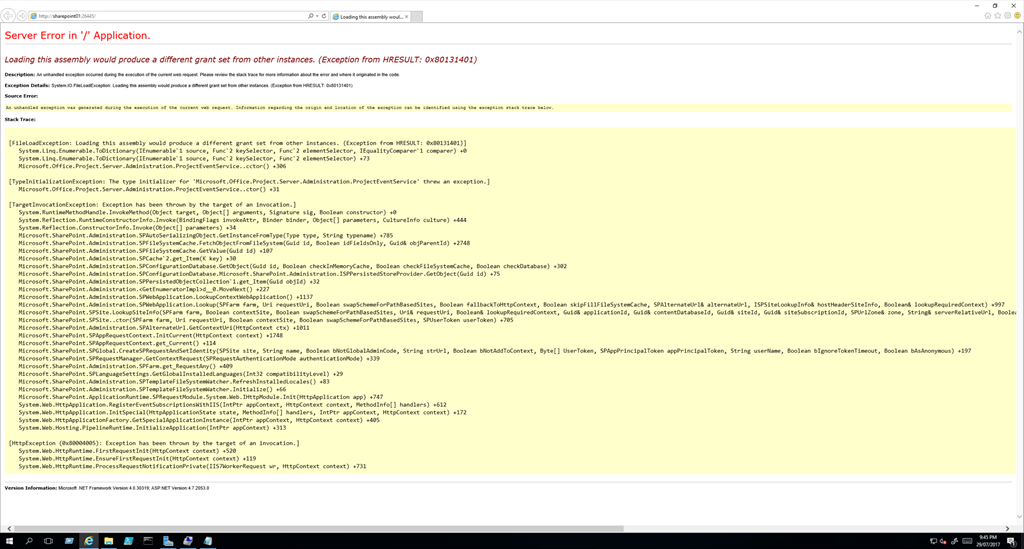 http://sharepoint01:26445/
Loading this assembly woul...
Server Error in '/' Application.
Loading this assembly would produce a different grant set from other instances. (Exception from HRESULT: 0x80131401)
Description: An unhandled exception occurred during the execution of the current web request. Please review the stack trace for more information about the error and where it originated in the code.
Exception Details: System.IO.FileLoadException: Loading this assembly would produce a different grant set from other instances. (Exception from HRESULT: 0x80131401)
Source Error:
An unhandled exception was generated during the execution of the current web request. Information regarding the origin and location of the exception can be identified using the exception stack trace below.
Stack Trace:
[FileLoadException: Loading this assembly would produce a different grant set from other instances. (Exception from HRESULT: 0x80131401)]
System.Linq.Enumerable.ToDictionary(IEnumerable`1 source, Func`2 keySelector, Func`2 elementSelector, IEqualityComparer`1 comparer) +0
System.Linq.Enumerable.ToDictionary(IEnumerable`1 source, Func`2 keySelector, Func`2 elementSelector) +73
Microsoft.Office.Project.Server.Administration.ProjectEventService..cctor() +306
[TypeInitializationException: The type initializer for 'Microsoft.Office.Project.Server.Administration.ProjectEventService' threw an exception.]
Microsoft.Office.Project.Server.Administration.ProjectEventService..ctor() +31
[TargetInvocationException: Exception has been thrown by the target of an invocation.]
System.RuntimeMethodHandle.InvokeMethod(Object target, Object[] arguments, Signature sig, Boolean constructor) +0
System.Reflection.RuntimeConstructorInfo.Invoke(BindingFlags invokeAttr, Binder binder, Object[] parameters, CultureInfo culture) +444
System.Reflection.ConstructorInfo.Invoke(Object[] parameters) +34
Microsoft.SharePoint.Administration.SPAutoSerializingObject.GetInstanceFromType(Type type, String typename) +785
Microsoft.SharePoint.Administration.SPFileSystemCache.FetchObjectFromFileSystem(Guid id, Boolean idFieldsOnly, Guid& objParentId) +2748
Microsoft.SharePoint.Administration.SPFileSystemCache.GetValue(Guid id) +107
Microsoft.SharePoint.Administration.SPCache`2.get_Item(K key) +30
Microsoft.SharePoint.Administration.SPConfigurationDatabase.GetObject(Guid id, Boolean checkInMemoryCache, Boolean checkFileSystemCache, Boolean checkDatabase) +302
Microsoft.SharePoint.Administration.SPConfigurationDatabase.Microsoft.SharePoint.Administration.ISPPersistedStoreProvider.GetObject(Guid id) +75
Microsoft.SharePoint.Administration.SPPersistedObjectCollection`1.get_Item(Guid objId) +32
Microsoft.SharePoint.Administration.<GetEnumeratorImpl>d__0.MoveNext() +227
Microsoft.SharePoint.Administration.SPWebApplication.LookupContextWebApplication() +1137
Microsoft.SharePoint.Administration.SPWebApplication.Lookup(SPFarm farm, Uri requestUri, Boolean swapSchemeForPathBasedSites, Boolean fallbackToHttpContext, Boolean skipFillFileSystemCache, SPAlternateUrl& alternateUrl, ISPSiteLookupInfo& hostHeaderSiteInfo, Boolean& lookupRequiredContext) +997
Microsoft.SharePoint.SPSite.LookupSiteInfo(SPFarm farm, Boolean contextSite, Boolean swapSchemeForPathBasedSites, Uri& requestUri, Boolean& lookupRequiredContext, Guid& applicationId, Guid& contentDatabaseId, Guid& siteId, Guid& siteSubscriptionId, SPUrlZone& zone, String& serverRelativeUrl, Boolea
Microsoft.SharePoint.SPSite..ctor(SPFarm farm, Uri requestUri, Boolean contextSite, Boolean swapSchemeForPathBasedSites, SPUserToken userToken) +705
Microsoft.SharePoint.Administration.SPAlternateUrl.GetContextUri(HttpContext ctx) +1011
Microsoft.SharePoint.SPAppRequestContext.InitCurrent(HttpContext context) +1748
Microsoft.SharePoint.SPAppRequestContext.get_Current() +114
Microsoft.SharePoint.SPGlobal.CreateSPRequestAndSetIdentity(SPSite site, String name, Boolean bNotGlobalAdminCode, String strUrl, Boolean bNotAddToContext, Byte[] UserToken, SPAppPrincipalToken appPrincipalToken, String userName, Boolean bIgnoreTokenTimeout, Boolean bAsAnonymous) +197
Microsoft.SharePoint.SPRequestManager.GetContextRequest(SPRequestAuthenticationMode authenticationMode) +339
Microsoft.SharePoint.Administration.SPFarm.get_RequestAny() +409
Microsoft.SharePoint.SPLanguageSettings.GetGlobalInstalledLanguages(Int32 compatibilityLevel) +29
Microsoft.SharePoint.Administration.SPTemplateFileSystemWatcher.RefreshInstalledLocales() +83
Microsoft.SharePoint.Administration.SPTemplateFileSystemWatcher.Initialize() +66
Microsoft.SharePoint.ApplicationRuntime.SPRequestModule.System.Web.IHttpModule.Init(HttpApplication app) +747
System.Web.HttpApplication.RegisterEventSubscriptionsWithIIS(IntPtr appContext, HttpContext context, MethodInfo[] handlers) +612
System.Web.HttpApplication.InitSpecial(HttpApplicationState state, MethodInfo[] handlers, IntPtr appContext, HttpContext context) +172
System.Web.HttpApplicationFactory.GetSpecialApplicationInstance(IntPtr appContext, HttpContext context) +405
System.Web.Hosting.PipelineRuntime.InitializeApplication(IntPtr appContext) +313
[HttpException (0x80004005): Exception has been thrown by the target of an invocation.]
System.Web.HttpRuntime.FirstRequestInit(HttpContext context) +520
System.Web.HttpRuntime.EnsureFirstRequestInit(HttpContext context) +119
System.Web.HttpRuntime.ProcessRequestNotificationPrivate(IIS7WorkerRequest wr, HttpContext context) +731
Version Information: Microsoft .NET Framework Version:4.0.30319; ASP.NET Version:4.7.2053.0
9:45 PM
29/07/2017